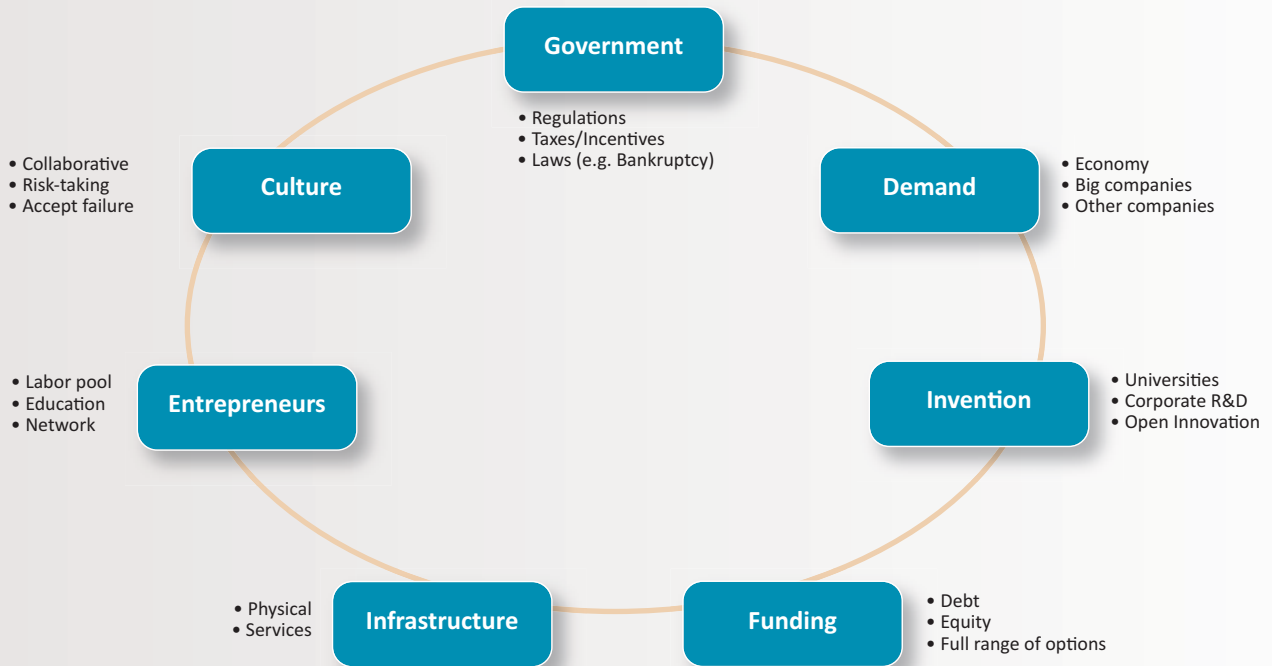 Government
• Regulations
• Taxes/Incentives
• Laws (e.g. Bankruptcy)
Demand
• Economy
• Big companies
• Other companies
Invention
• Universities
• Corporate R&D
• Open Innovation
Funding
• Debt
• Equity
• Full range of options
Infrastructure
• Physical
• Services
Entrepreneurs
• Labor pool
• Education
• Network
Culture
• Collaborative
• Risk-taking
• Accept failure